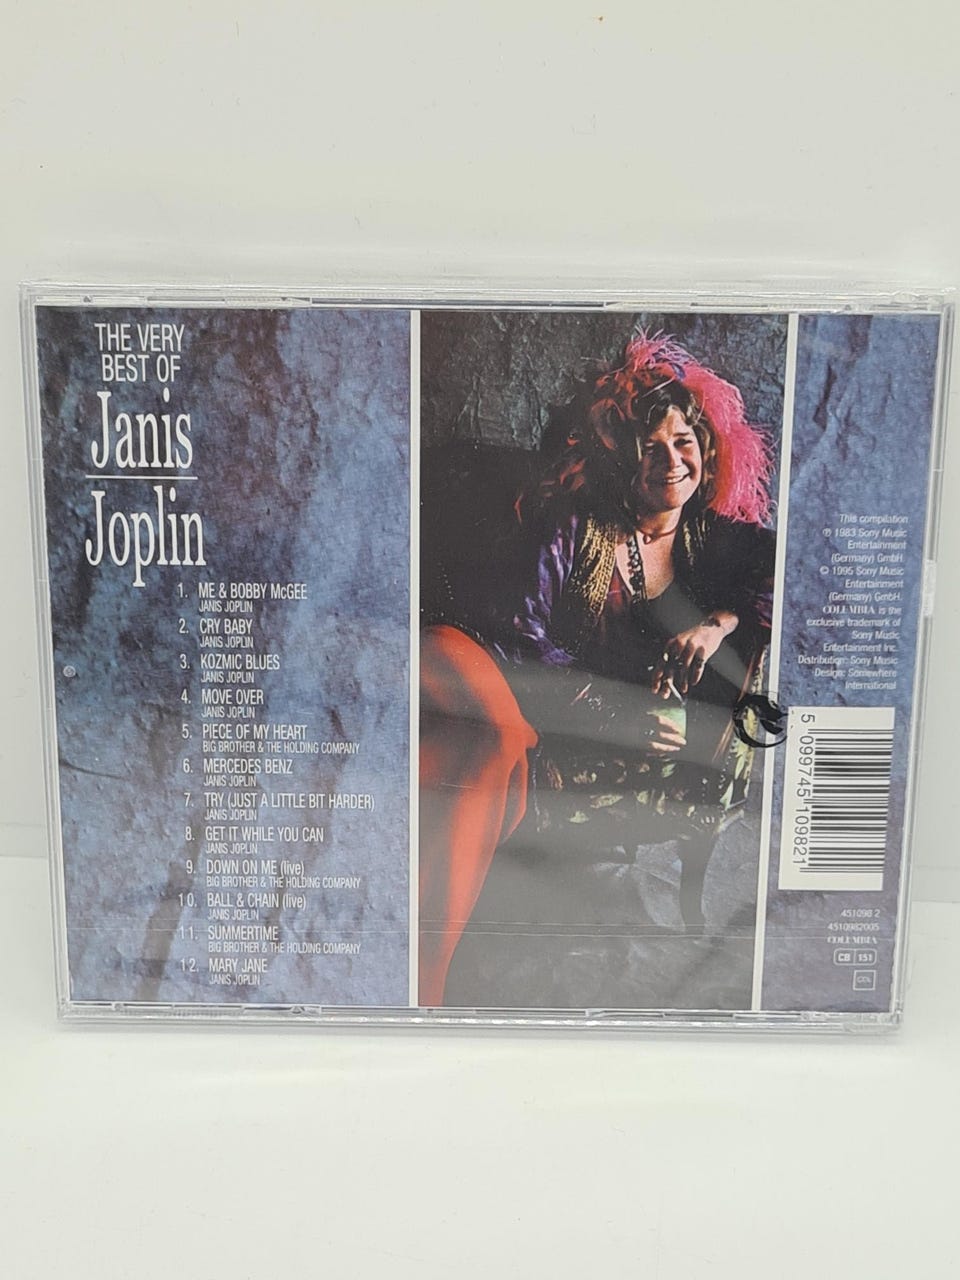 THE VERY
BEST OF
Janis
Joplin
1. ME & BOBBY McGEE
JANIS JOPLIN
2. CRY BABY
JANIS JOPLIN
3. KOZMIC BLUES
JANIS JOPLIN
4. MOVE OVER
JANIS JOPLIN
5. PIECE OF MY HEART
BIG BROTHER & THE HOLDING COMPANY
6. MERCEDES BENZ
JANIS JOPLIN
7. TRY (JUST A LITTLE BIT HARDER)
JANIS JOPLIN
8. GET IT WHILE YOU CAN
JANIS JOPLIN
9. DOWN ON ME (live)
BIG BROTHER & THE HOLDING COMPANY
10. BALL & CHAIN (live)
JANIS JOPLIN
11. SUMMERTIME
BIG BROTHER & THE HOLDING COMPANY
12. MARY JANE
JANIS JOPLIN
This compilation
℗ 1983 Sony Music
Entertainment
(Germany) GmbH.
© 1995 Sony Music
Entertainment
(Germany) GmbH.
COLUMBIA is the
exclusive trademark of
Sony Music
Entertainment Inc.
Distribution: Sony Music
Design: Somewhere
International
5 099745 109821
451098 2
4510982005
COLUMBIA
CB 151